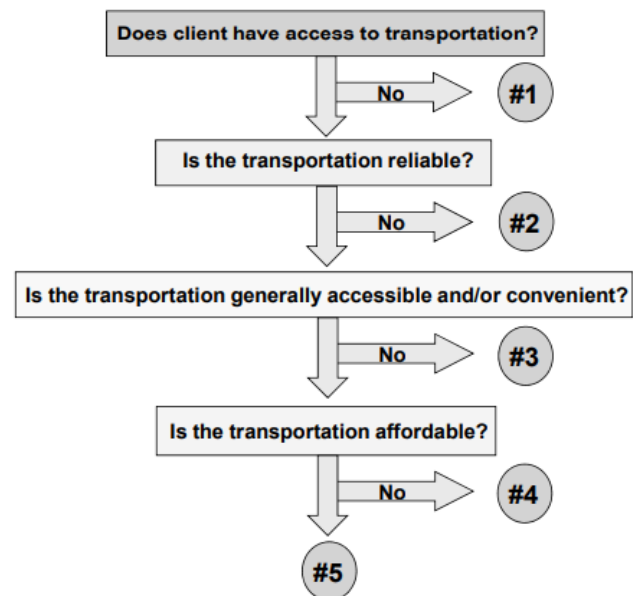 Does client have access to transportation?
No
#1
Is the transportation reliable?
No
#2
Is the transportation generally accessible and/or convenient?
No
#3
Is the transportation affordable?
No
#4
#5